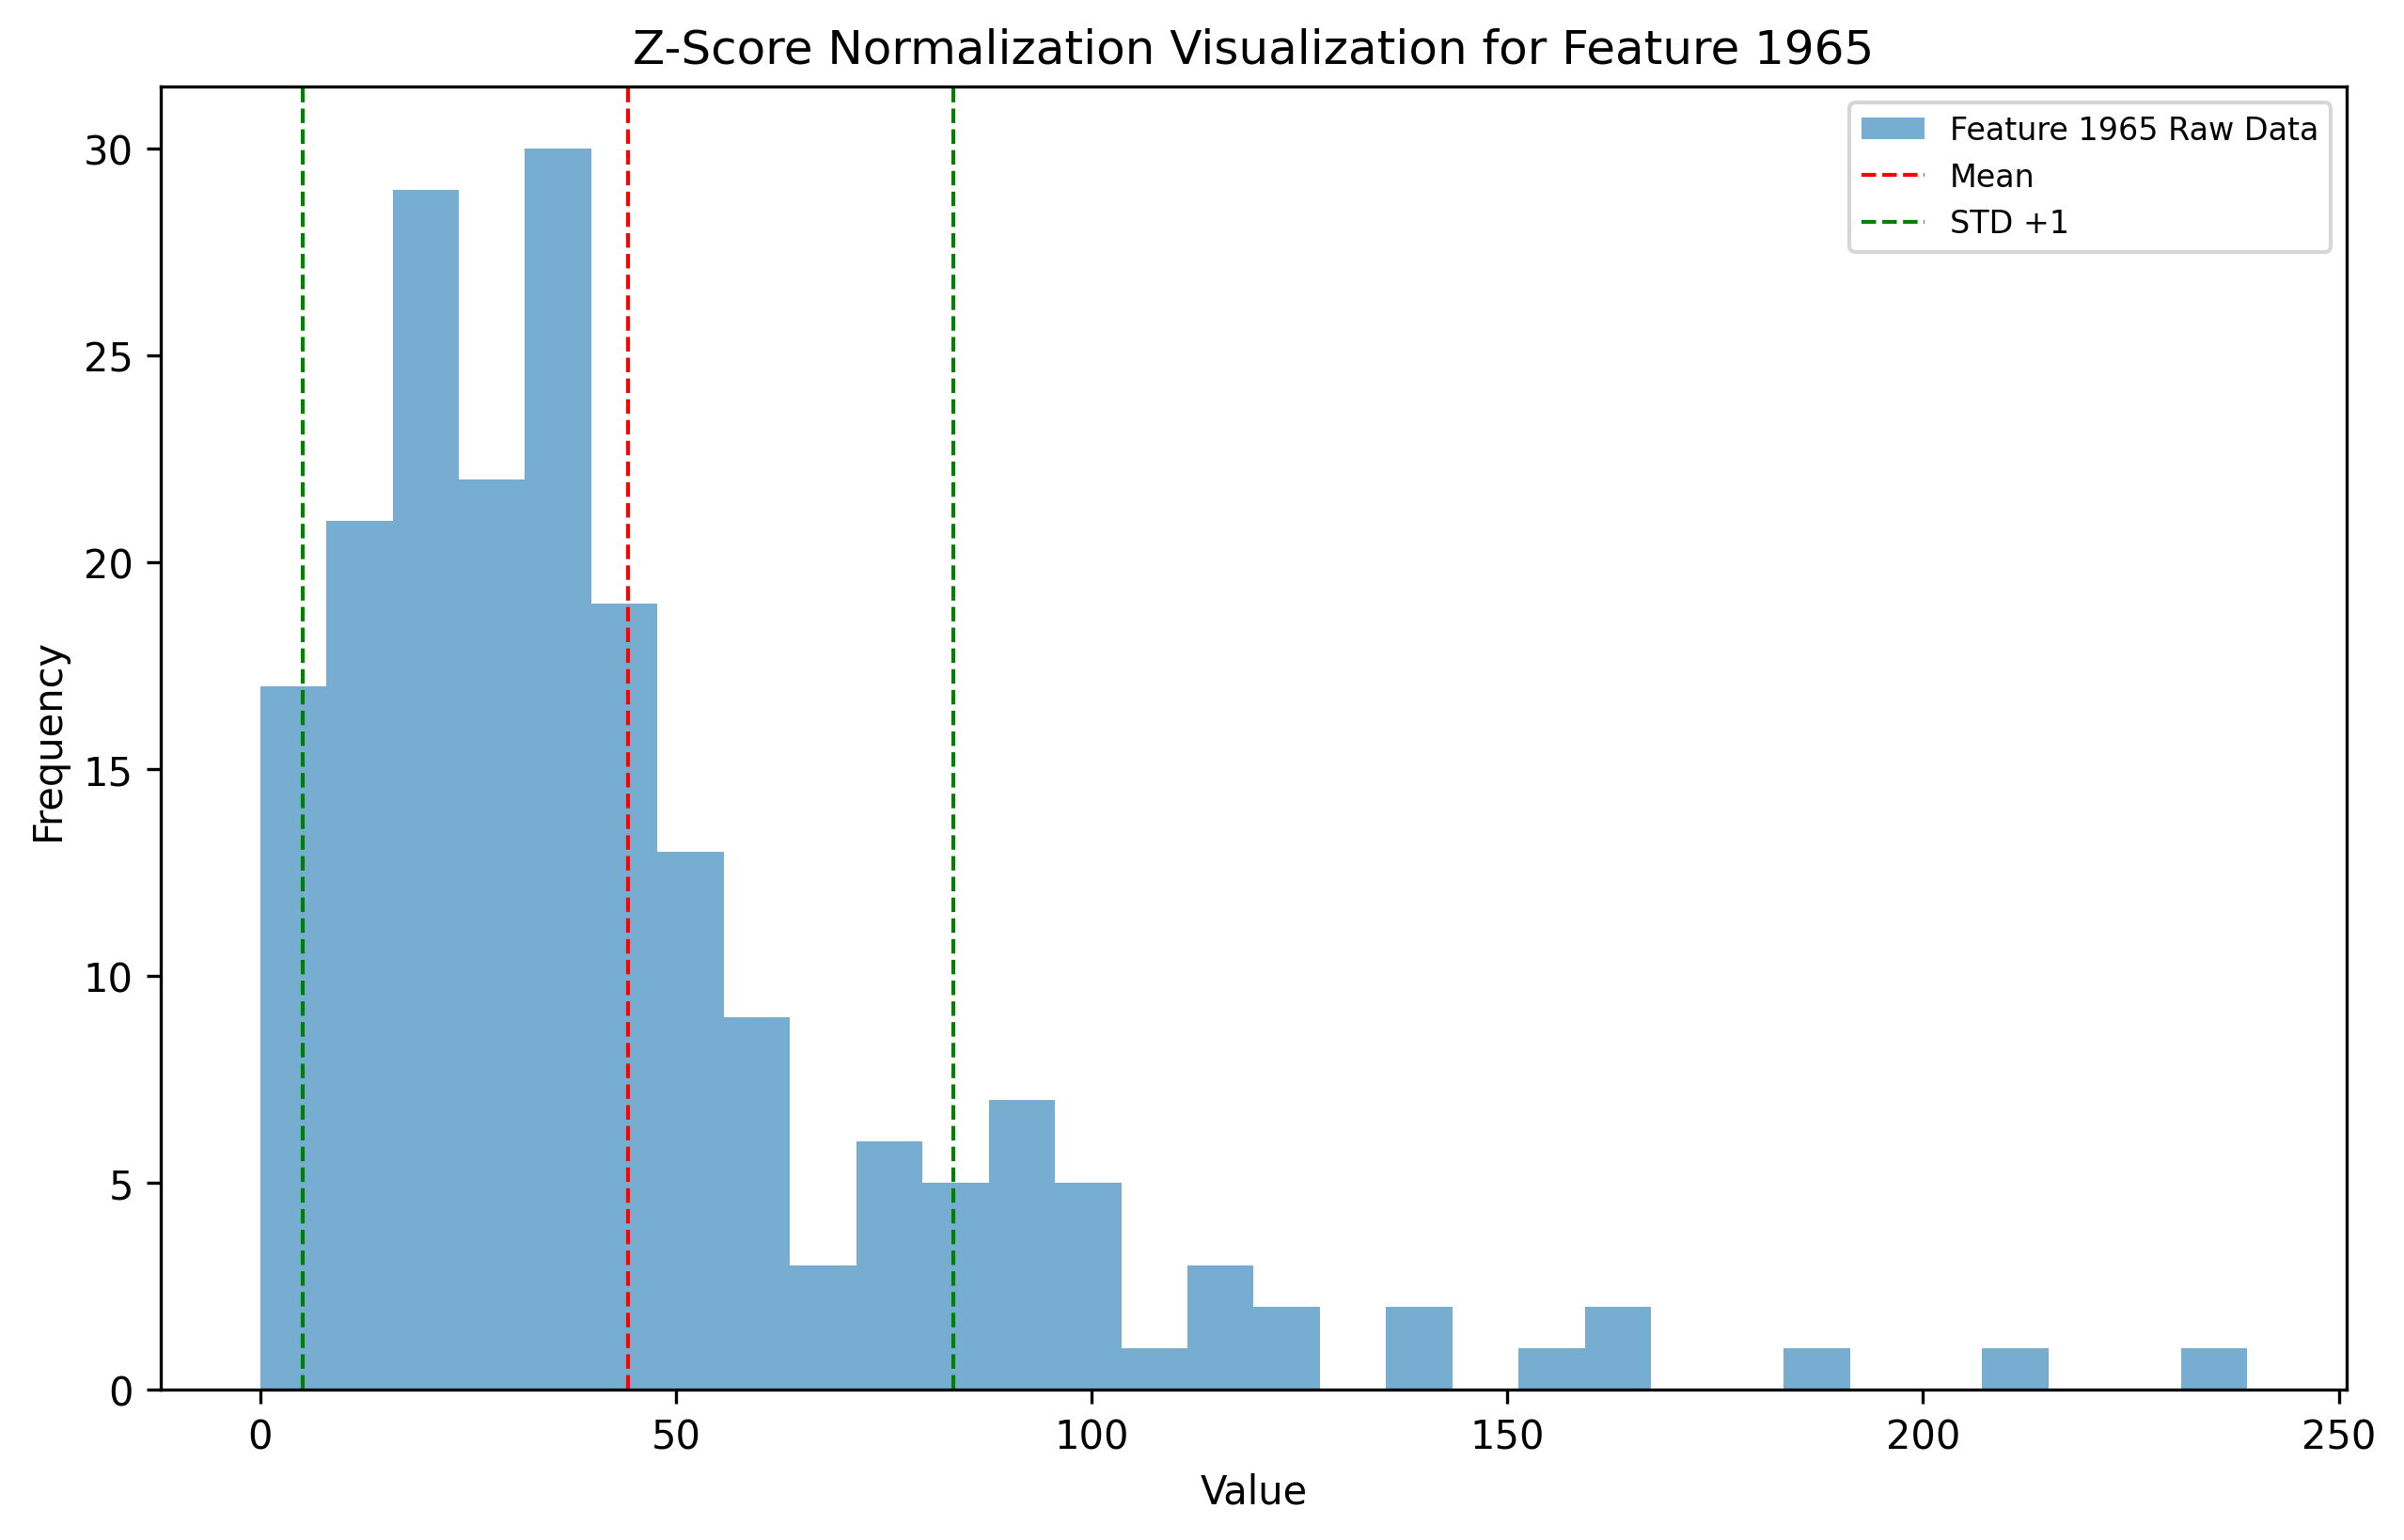 Z-Score Normalization Visualization for Feature 1965
Feature 1965 Raw Data
Mean
STD +1
30
25
20
15
10
5
0
Frequency
0 50 100 150 200 250
Value